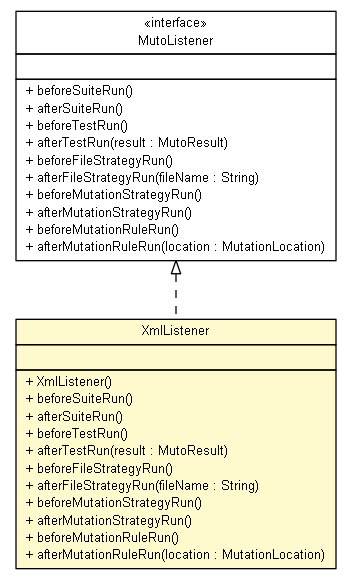 «interface»
MutoListener
+ beforeSuiteRun()
+ afterSuiteRun()
+ beforeTestRun()
+ afterTestRun(result : MutoResult)
+ beforeFileStrategyRun()
+ afterFileStrategyRun(fileName : String)
+ beforeMutationStrategyRun()
+ afterMutationStrategyRun()
+ beforeMutationRuleRun()
+ afterMutationRuleRun(location : MutationLocation)
XmlListener
+ XmlListener()
+ beforeSuiteRun()
+ afterSuiteRun()
+ beforeTestRun()
+ afterTestRun(result : MutoResult)
+ beforeFileStrategyRun()
+ afterFileStrategyRun(fileName : String)
+ beforeMutationStrategyRun()
+ afterMutationStrategyRun()
+ beforeMutationRuleRun()
+ afterMutationRuleRun(location : MutationLocation)